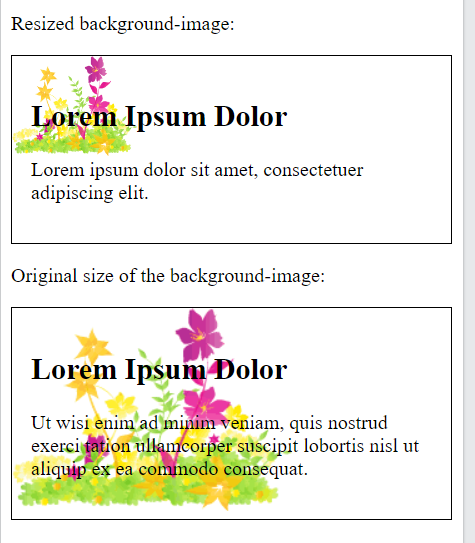 Resized background-image:
Lorem Ipsum Dolor
Lorem ipsum dolor sit amet, consectetuer
adipiscing elit.
Original size of the background-image:
Lorem Ipsum Dolor
Ut wisi enim ad minim veniam, quis nostrud
exerci tation ullamcorper suscipit lobortis nisl ut
aliquip ex ea commodo consequat.